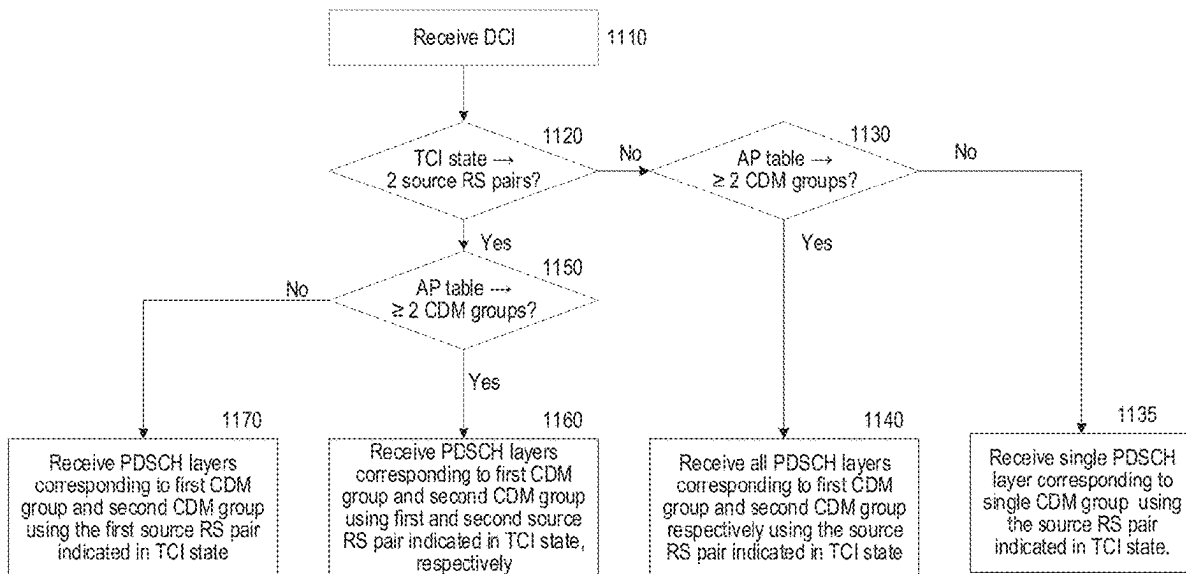 Receive DCI
1110
1120
TCI state →
2 source RS pairs?
No
1130
AP table →
≥ 2 CDM groups?
No
Yes
Yes
1150
AP table →
≥ 2 CDM groups?
No
Yes
1170
Receive PDSCH layers
corresponding to first CDM
group and second CDM group
using the first source RS pair
indicated in TCI state
1160
Receive PDSCH layers
corresponding to first CDM
group and second CDM group
using first and second source
RS pair indicated in TCI state,
respectively
1140
Receive all PDSCH layers
corresponding to first CDM
group and second CDM group
respectively using the source
RS pair indicated in TCI state
1135
Receive single PDSCH
layer corresponding to
single CDM group using
the source RS pair
indicated in TCI state.